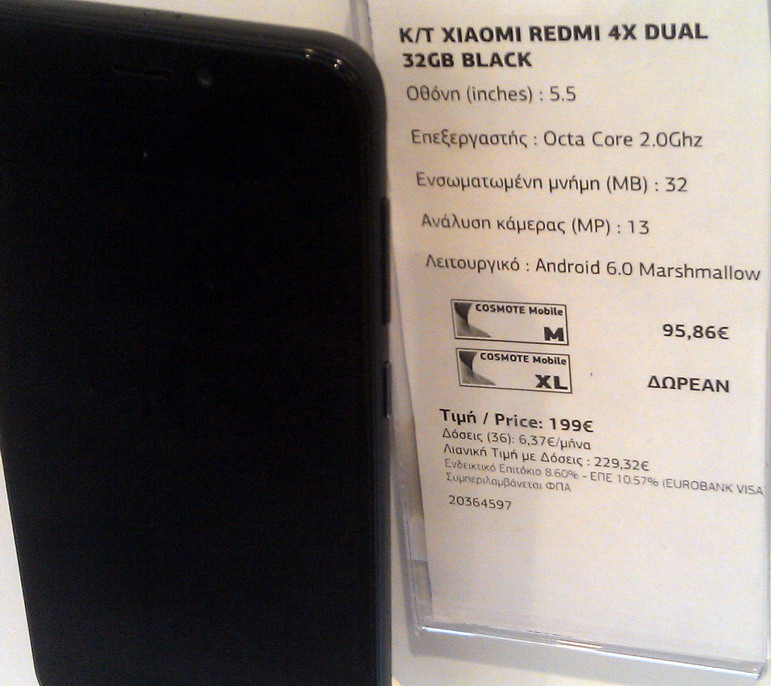 K/T XIAOMI REDMI 4X DUAL
32GB BLACK
Οθόνη (inches) : 5.5
Επεξεργαστής : Octa Core 2.0Ghz
Ενσωματωμένη μνήμη (MB) : 32
Ανάλυση κάμερας (MP) : 13
Λειτουργικό : Android 6.0 Marshmallow
COSMOTE Mobile
M
95,86€
COSMOTE Mobile
XL
ΔΩΡΕΑΝ
Τιμή / Price: 199€
Δόσεις (36): 6,37€/μήνα
Λιανική Τιμή με Δόσεις : 229,32€
Ενδεικτικό Επιτόκιο 8.60% - ΕΠΕ 10.57% (EUROBANK VISA
Συμπεριλαμβάνεται ΦΠΑ
20364597